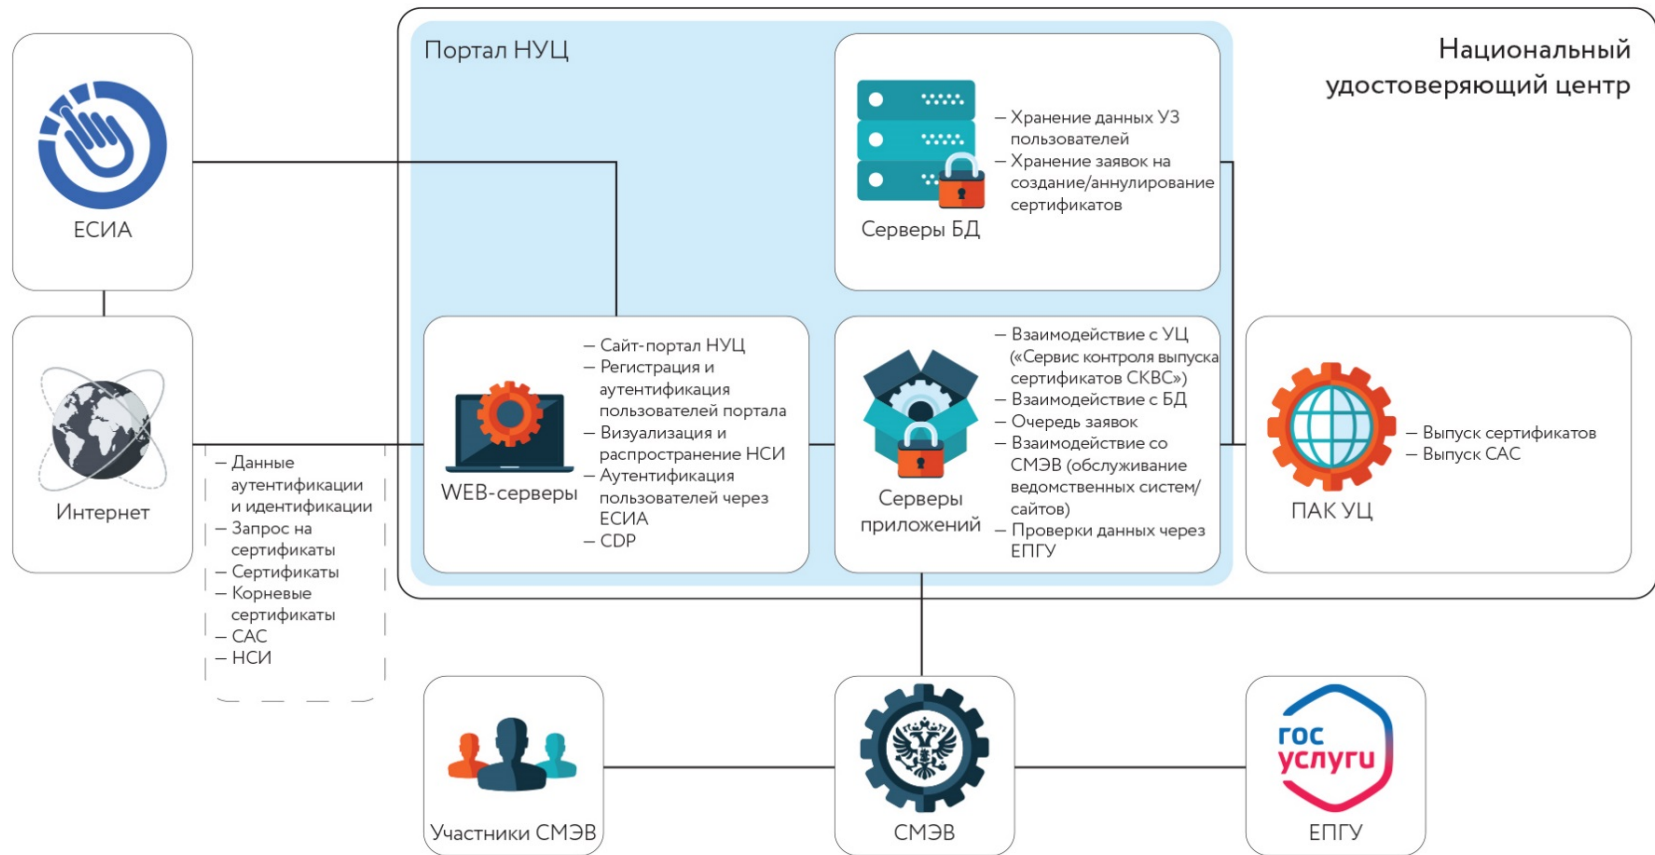 Портал НУЦ
Национальный
удостоверяющий центр
ЕСИА
Серверы БД
— Хранение данных УЗ
пользователей
— Хранение заявок на
создание/аннулирование
сертификатов
Интернет
— Данные
аутентификации
и идентификации
— Запрос на
сертификаты
— Сертификаты
— Корневые
сертификаты
— САС
— НСИ
WEB-серверы
— Сайт-портал НУЦ
— Регистрация и
аутентификация
пользователей портала
— Визуализация и
распространение НСИ
— Аутентификация
пользователей через
ЕСИА
— CDP
Серверы
приложений
— Взаимодействие с УЦ
(«Сервис контроля выпуска
сертификатов СКВС»)
— Взаимодействие с БД
— Очередь заявок
— Взаимодействие со
СМЭВ (обслуживание
ведомственных систем/
сайтов)
— Проверки данных через
ЕПГУ
ПАК УЦ
— Выпуск сертификатов
— Выпуск САС
Участники СМЭВ
СМЭВ
гос
услуги
ЕПГУ